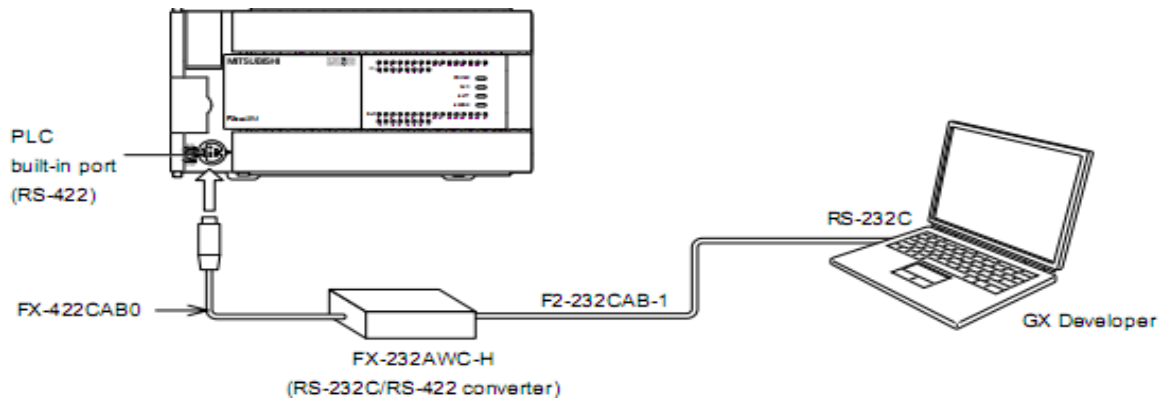 MITSUBISHI
PLC
built-in port
(RS-422)
RS-232C
FX-422CAB0
F2-232CAB-1
GX Developer
FX-232AWC-H
(RS-232C/RS-422 converter)